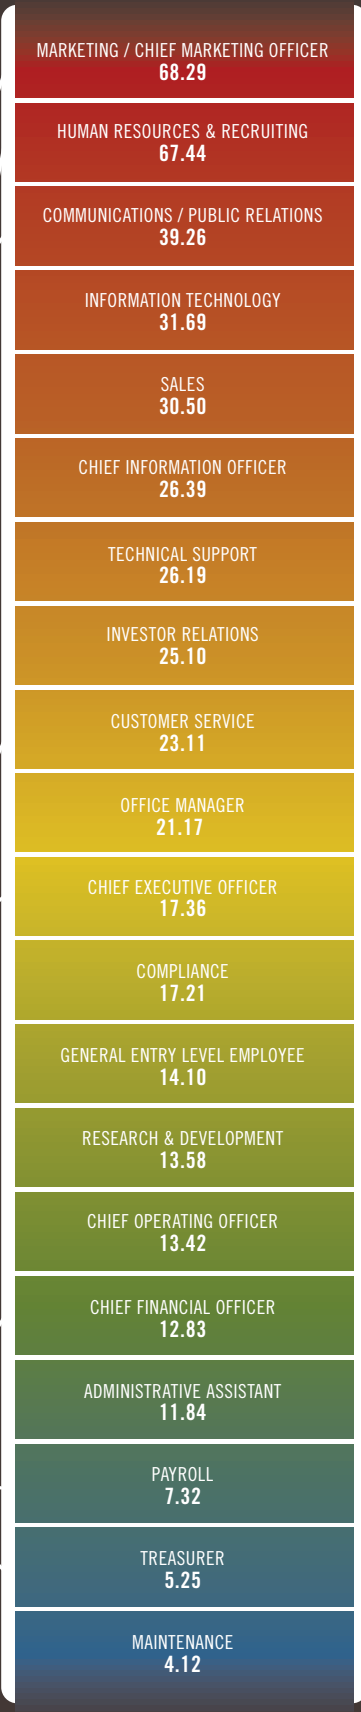 MARKETING / CHIEF MARKETING OFFICER
68.29
HUMAN RESOURCES & RECRUITING
67.44
COMMUNICATIONS / PUBLIC RELATIONS
39.26
INFORMATION TECHNOLOGY
31.69
SALES
30.50
CHIEF INFORMATION OFFICER
26.39
TECHNICAL SUPPORT
26.19
INVESTOR RELATIONS
25.10
CUSTOMER SERVICE
23.11
OFFICE MANAGER
21.17
CHIEF EXECUTIVE OFFICER
17.36
COMPLIANCE
17.21
GENERAL ENTRY LEVEL EMPLOYEE
14.10
RESEARCH & DEVELOPMENT
13.58
CHIEF OPERATING OFFICER
13.42
CHIEF FINANCIAL OFFICER
12.83
ADMINISTRATIVE ASSISTANT
11.84
PAYROLL
7.32
TREASURER
5.25
MAINTENANCE
4.12